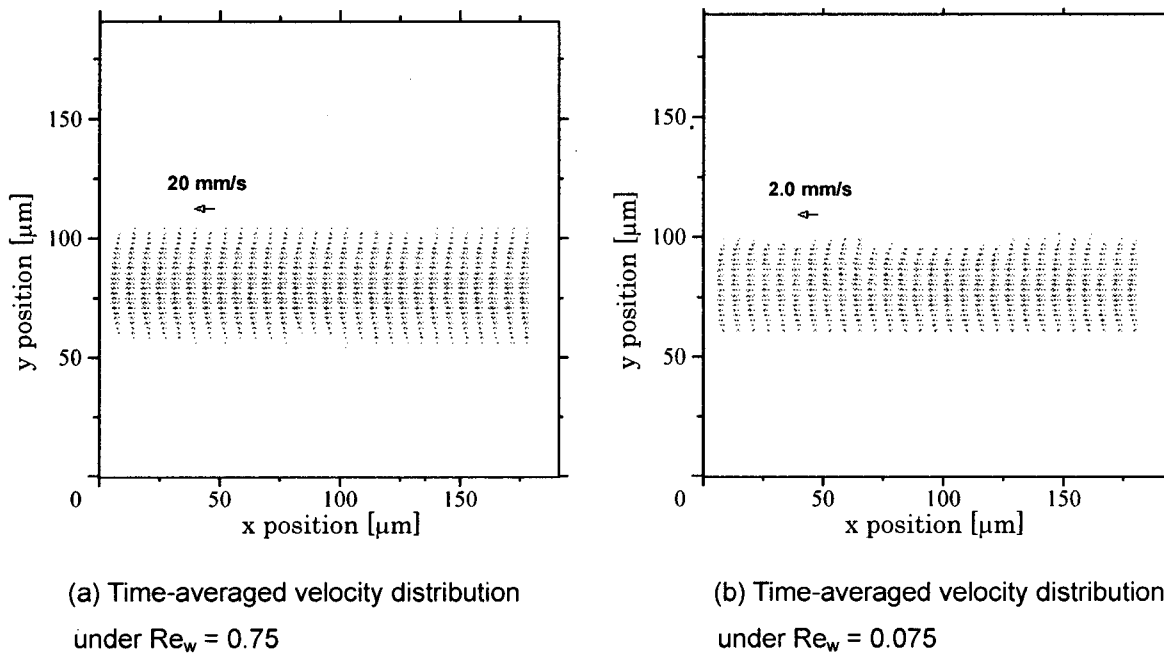 150
100
50
0
50
100
150
y position [µm]
x position [µm]
20 mm/s
150
100
50
0
50
100
150
y position [µm]
x position [µm]
2.0 mm/s
(a) Time-averaged velocity distribution
under Rew = 0.75
(b) Time-averaged velocity distribution
under Rew = 0.075